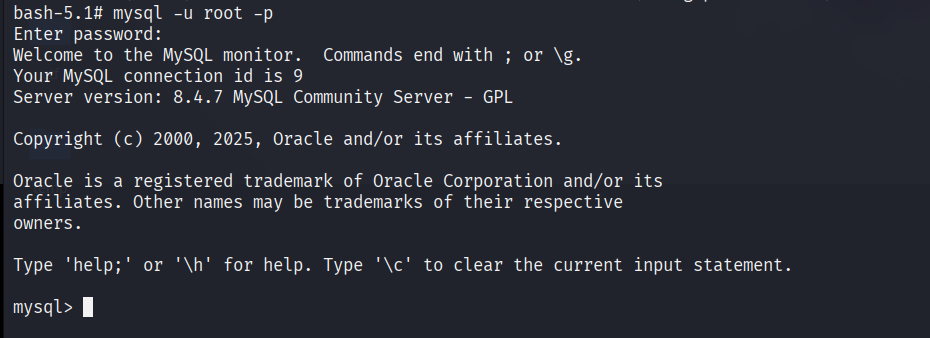 bash-5.1# mysql -u root -p
Enter password:
Welcome to the MySQL monitor.  Commands end with ; or \g.
Your MySQL connection id is 9
Server version: 8.4.7 MySQL Community Server - GPL
Copyright (c) 2000, 2025, Oracle and/or its affiliates.
Oracle is a registered trademark of Oracle Corporation and/or its
affiliates. Other names may be trademarks of their respective
owners.
Type 'help;' or '\h' for help. Type '\c' to clear the current input statement.
mysql>